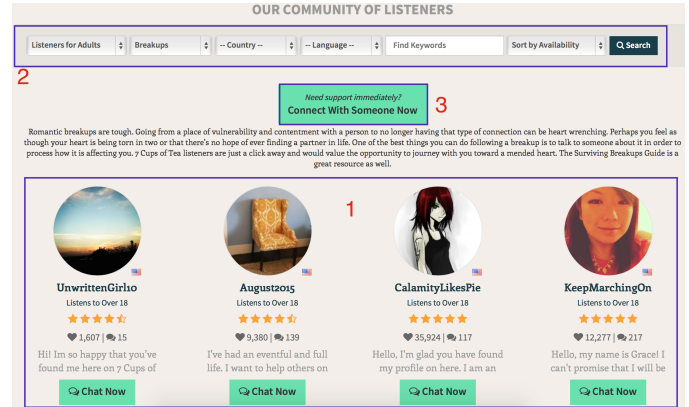 OUR COMMUNITY OF LISTENERS
Listeners for Adults Breakups -- Country -- -- Language -- Find Keywords Sort by Availability Search
2
Need support immediately?
Connect With Someone Now
3
Romantic breakups are tough. Going from a place of vulnerability and contentment with a person to no longer having that type of connection can be heart wrenching. Perhaps you feel as
though your heart is being torn in two or that there's no hope of ever finding a partner in life. One of the best things you can do following a breakup is to talk to someone about it in order to
process how it is affecting you. 7 Cups of Tea listeners are just a click away and would value the opportunity to journey with you toward a mended heart. The Surviving Breakups Guide is a
great resource as well.
1
UnwrittenGirl10 August2015 CalamityLikesPie KeepMarchingOn
Listens to Over 18 Listens to Over 18 Listens to Over 18 Listens to Over 18
1,607 | 15 9,380 | 139 35,924 | 117 12,277 | 217
Hi! Im so happy that you've I've had an eventful and full Hello, I'm glad you have found Hello, my name is Grace! I
found me here on 7 Cups of life. I want to help others on my profile on here. I am an can't promise that I will be
Chat Now Chat Now Chat Now Chat Now